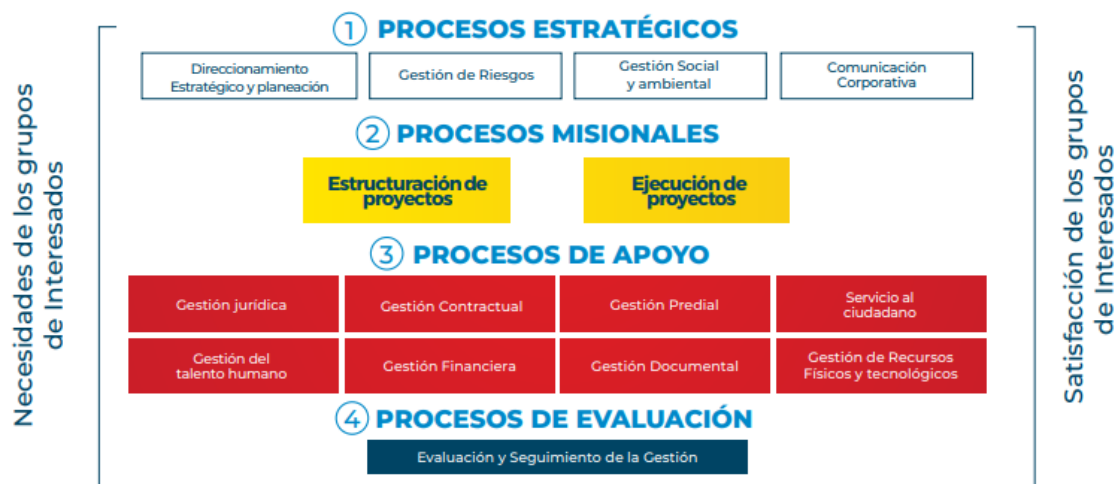 Necesidades de los grupos
de Interesados
1 PROCESOS ESTRATÉGICOS
Direccionamiento
Estratégico y planeación
Gestión de Riesgos
Gestión Social
y ambiental
Comunicación
Corporativa
2 PROCESOS MISIONALES
Estructuración de
proyectos
Ejecución de
proyectos
3 PROCESOS DE APOYO
Gestión jurídica
Gestión Contractual
Gestión Predial
Servicio al
ciudadano
Gestión del
talento humano
Gestión Financiera
Gestión Documental
Gestión de Recursos
Físicos y tecnológicos
4 PROCESOS DE EVALUACIÓN
Evaluación y Seguimiento de la Gestión
Satisfacción de los grupos
de Interesados